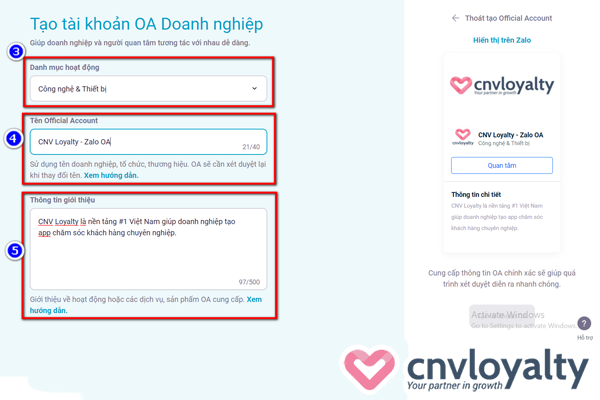 Tạo tài khoản OA Doanh nghiệp
Giúp doanh nghiệp và người quan tâm tương tác với nhau dễ dàng.
3
Danh mục hoạt động
Công nghệ & Thiết bị
4
Tên Official Account
CNV Loyalty - Zalo OA
21/40
Sử dụng tên doanh nghiệp, tổ chức, thương hiệu. OA sẽ cần xét duyệt lại
khi thay đổi tên. Xem hướng dẫn.
5
Thông tin giới thiệu
CNV Loyalty là nền tảng #1 Việt Nam giúp doanh nghiệp tạo
app chăm sóc khách hàng chuyên nghiệp.
97/500
Giới thiệu về hoạt động hoặc các dịch vụ, sản phẩm OA cung cấp. Xem
hướng dẫn.
Thoát tạo Official Account
Hiển thị trên Zalo
cnvloyalty
Your partner in growth
CNV Loyalty - Zalo OA
Công nghệ & Thiết bị
Quan tâm
Thông tin chi tiết
CNV Loyalty là nền tảng #1 Việt Nam
giúp doanh nghiệp tạo app chăm sóc
khách hàng chuyên nghiệp.
Cung cấp thông tin OA chính xác sẽ giúp quá
trình xét duyệt diễn ra nhanh chóng.
Activate Windows
Go to Settings to activate Windows.
?
Hỗ trợ
cnvloyalty
Your partner in growth